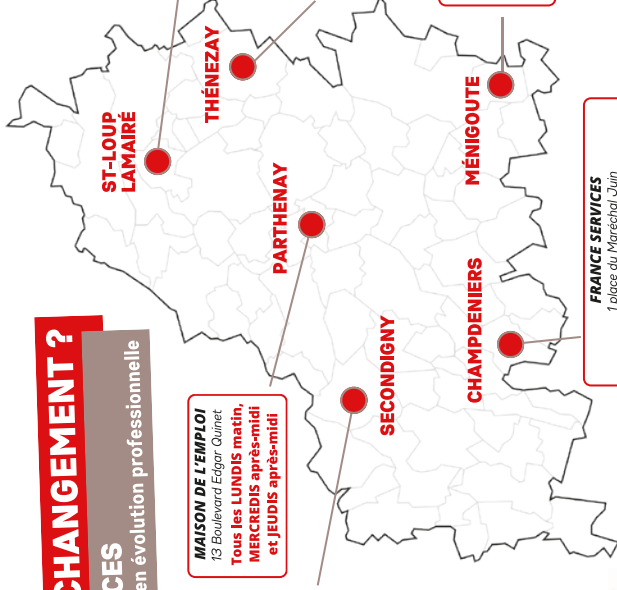 CHANGEMENT ?
CES
en évolution professionnelle
ST-LOUP
LAMAIRÉ
THÉNEZAY
PARTHENAY
MÉNIGOUTE
SECONDIGNY
CHAMPDENIERS
MAISON DE L'EMPLOI
13 Boulevard Edgar Quinet
Tous les LUNDIS matin,
MERCREDIS après-midi
et JEUDIS après-midi
FRANCE SERVICES
1 place du Maréchal Juin